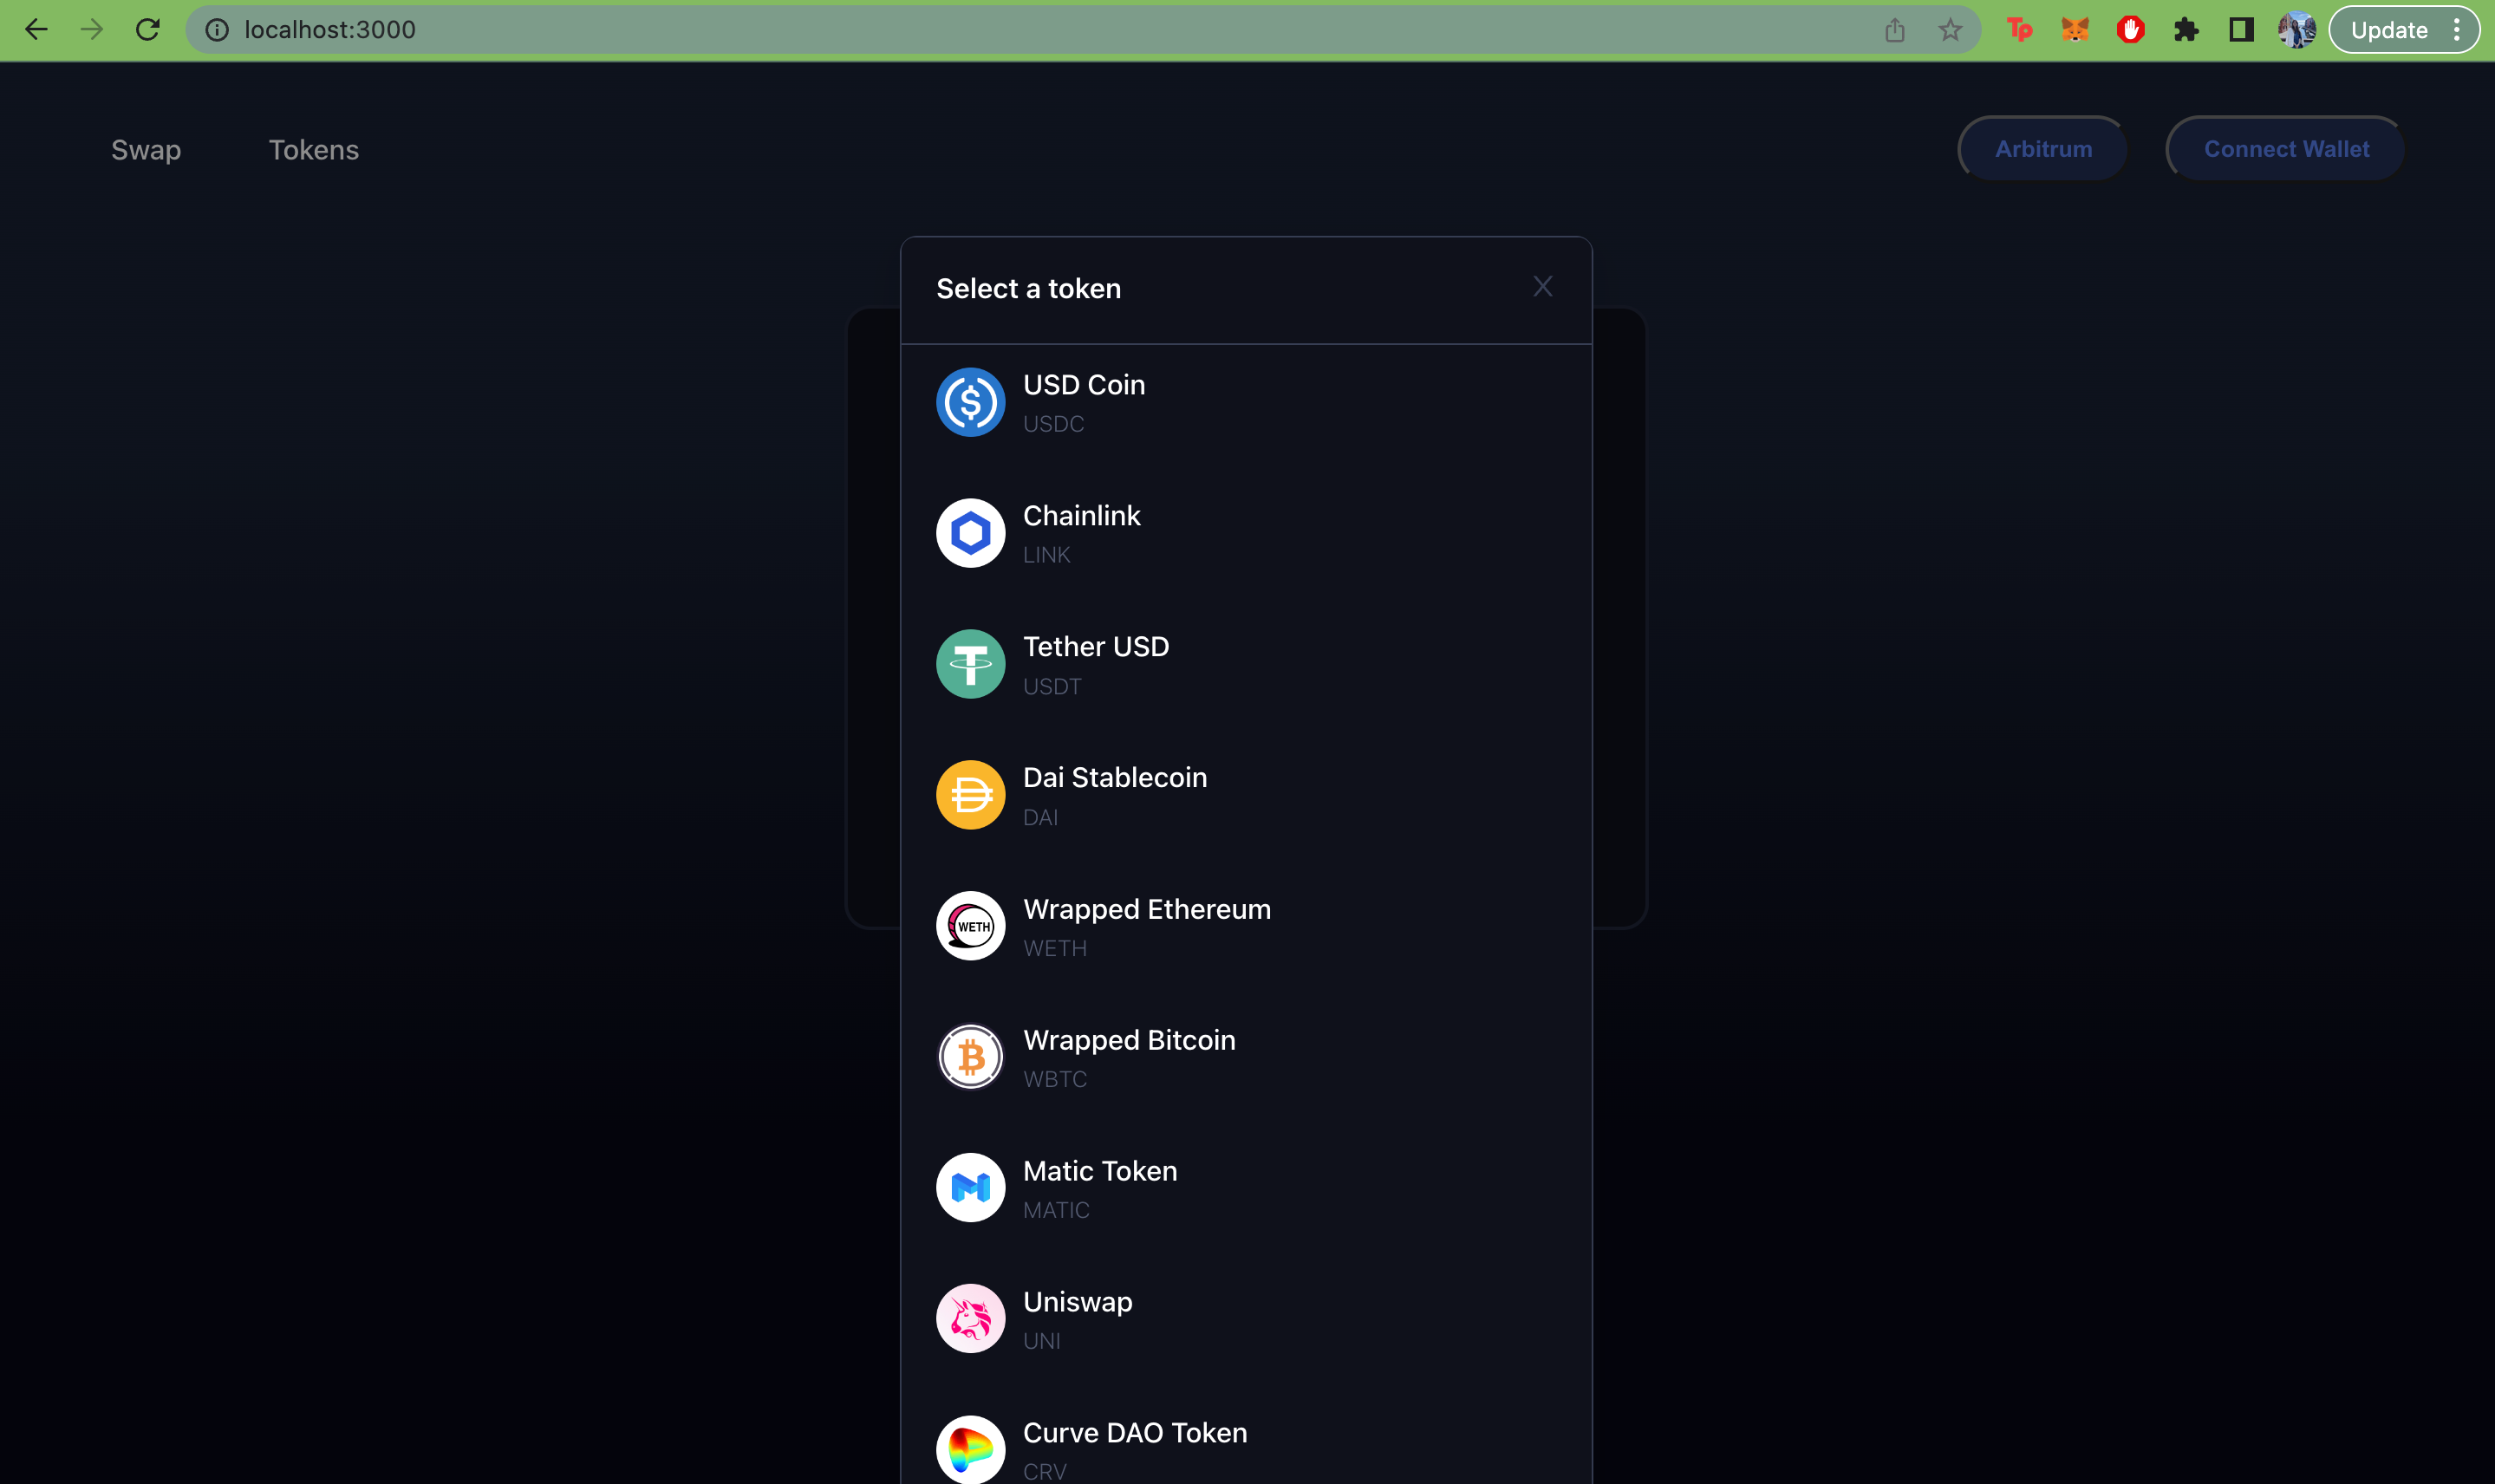 localhost:3000
Tp
Update
Swap Tokens Arbitrum Connect Wallet
Select a token
USD Coin
USDC
Chainlink
LINK
Tether USD
USDT
Dai Stablecoin
DAI
WETH
Wrapped Ethereum
WETH
Wrapped Bitcoin
WBTC
Matic Token
MATIC
Uniswap
UNI
Curve DAO Token
CRV